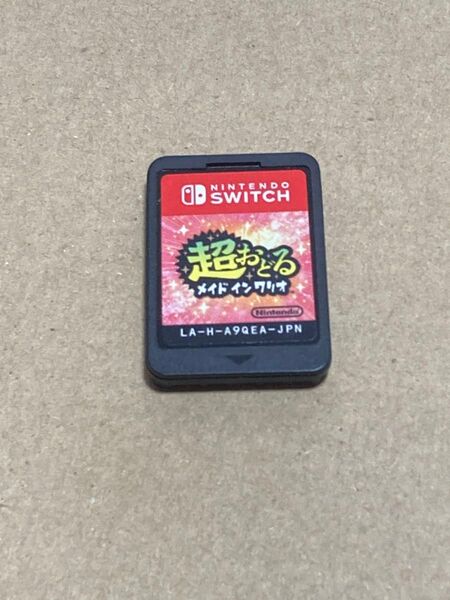 NINTENDO
SWITCH
超おどる
メイド イン ワリオ
Nintendo
LA-H-A9QEA-JPN